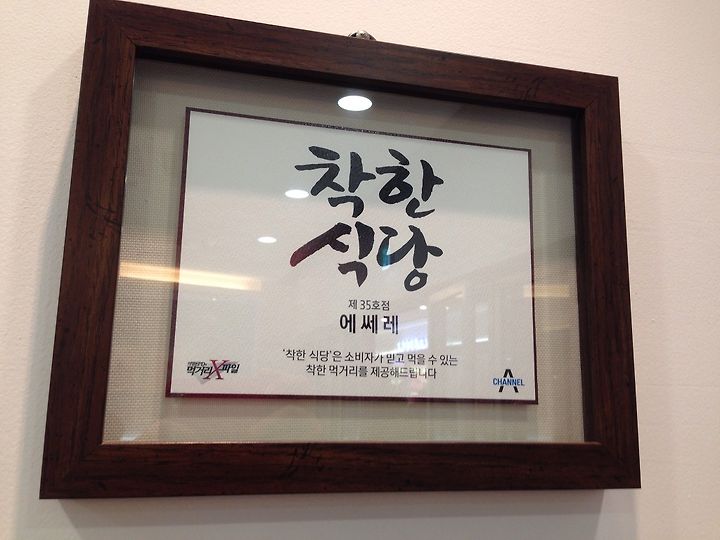 착한
식당
제 35호점
에쎄레
'착한 식당'은 소비자가 믿고 먹을 수 있는
착한 먹거리를 제공해드립니다
먹거리X파일
CHANNEL A